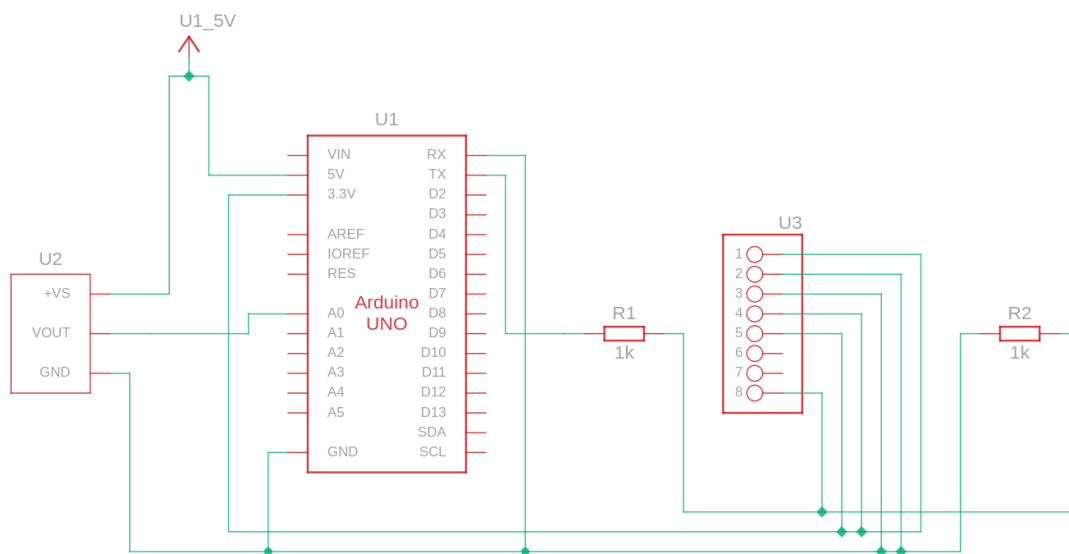 U1_5V
U1
VIN
5V
3.3V
AREF
IOREF
RES
A0
A1
A2
A3
A4
A5
GND
Arduino
UNO
RX
TX
D2
D3
D4
D5
D6
D7
D8
D9
D10
D11
D12
D13
SDA
SCL
U2
+VS
VOUT
GND
R1
1k
U3
1
2
3
4
5
6
7
8
R2
1k